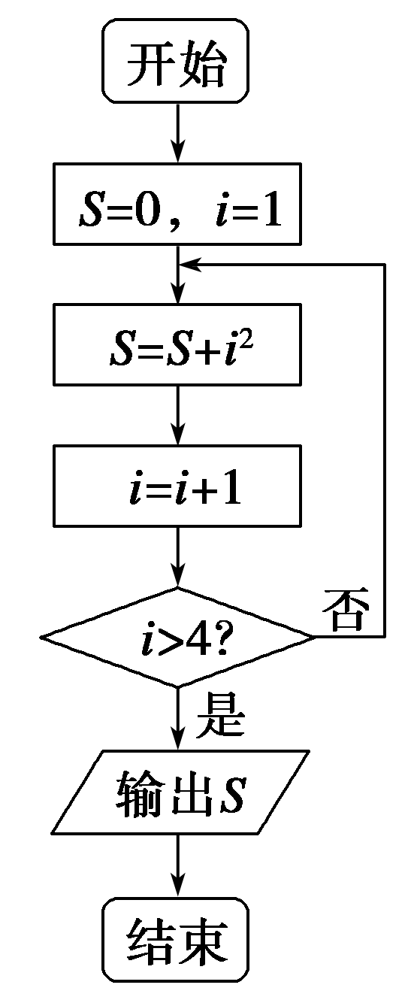 开始
S=0，i=1
S=S+i²
i=i+1
i>4?
否
是
输出S
结束